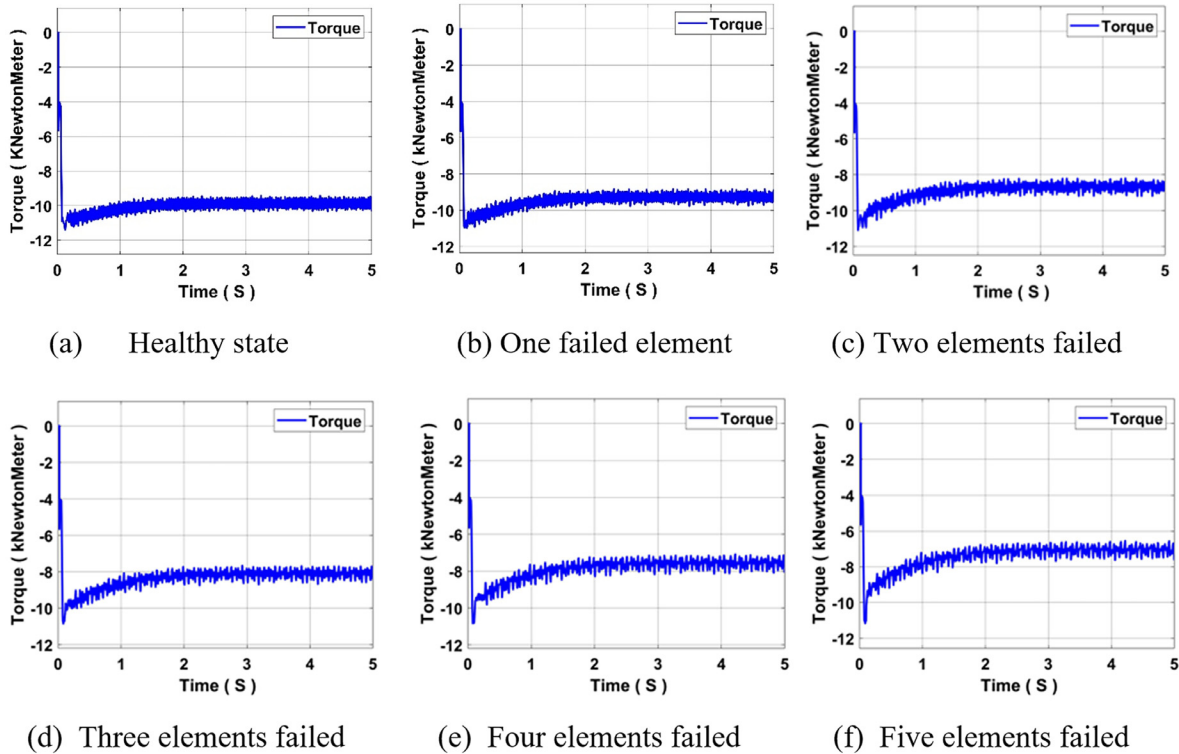 Torque
0
-2
-4
-6
-8
-10
-12
Torque ( KNewtonMeter )
0 1 2 3 4 5
Time ( S )
(a) Healthy state
Torque
0
-2
-4
-6
-8
-10
-12
Torque ( kNewtonMeter )
0 1 2 3 4 5
Time ( S )
(b) One failed element
Torque
0
-2
-4
-6
-8
-10
-12
Torque ( kNewtonMeter )
0 1 2 3 4 5
Time ( S )
(c) Two elements failed
Torque
0
-2
-4
-6
-8
-10
-12
Torque ( kNewtonMeter )
0 1 2 3 4 5
Time ( S )
(d) Three elements failed
Torque
0
-2
-4
-6
-8
-10
-12
Torque ( kNewtonMeter )
0 1 2 3 4 5
Time ( S )
(e) Four elements failed
Torque
0
-2
-4
-6
-8
-10
-12
Torque ( kNewtonMeter )
0 1 2 3 4 5
Time ( S )
(f) Five elements failed